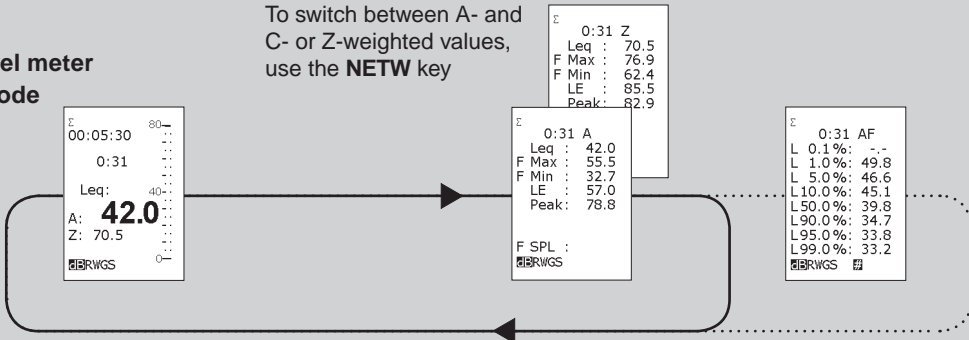 To switch between A- and
C- or Z-weighted values,
use the NETW key
el meter
ode
Σ
00:05:30
0:31
Leq:
A: 42.0
Z: 70.5
dBRWGS
80
40
0
Σ
0:31 Z
Leq : 70.5
F Max : 76.9
F Min : 62.4
LE : 85.5
Peak: 82.9
Σ
0:31 A
Leq : 42.0
F Max : 55.5
F Min : 32.7
LE : 57.0
Peak: 78.8
F SPL :
dBRWGS
Σ
0:31 AF
L 0.1%: -.-
L 1.0%: 49.8
L 5.0%: 46.6
L10.0%: 45.1
L50.0%: 39.8
L90.0%: 34.7
L95.0%: 33.8
L99.0%: 33.2
dBRWGS #